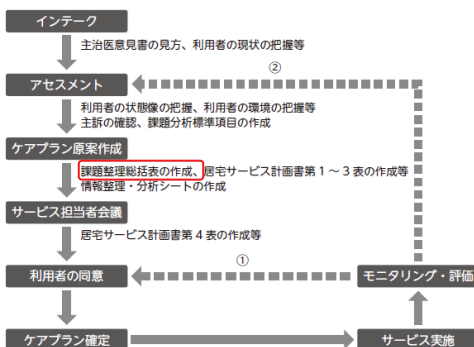 インテーク
主治医意見書の見方、利用者の現状の把握等
②
アセスメント
利用者の状態像の把握、利用者の環境の把握等
主訴の確認、課題分析標準項目の作成
ケアプラン原案作成
課題整理総括表の作成、居宅サービス計画書第1~3表の作成等
情報整理・分析シートの作成
サービス担当者会議
居宅サービス計画書第4表の作成等
①
利用者の同意
モニタリング・評価
ケアプラン確定
サービス実施